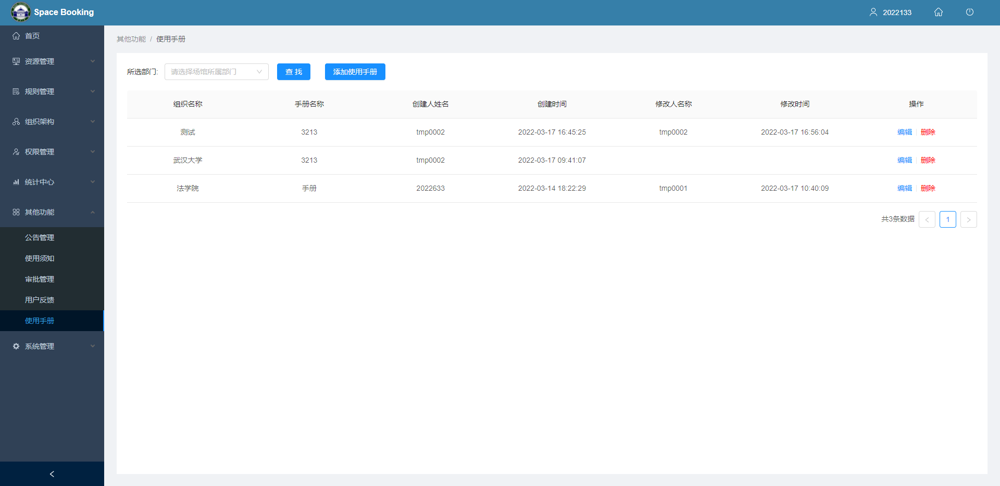 Space Booking
2022133
首页
资源管理
规则管理
组织架构
权限管理
统计中心
其他功能
公告管理
使用须知
审批管理
用户反馈
使用手册
系统管理
其他功能 / 使用手册
所选部门: 请选择场馆所属部门 查 找 添加使用手册
组织名称 手册名称 创建人姓名 创建时间 修改人名称 修改时间 操作
测试 3213 tmp0002 2022-03-17 16:45:25 tmp0002 2022-03-17 16:56:04 编辑 删除
武汉大学 3213 tmp0002 2022-03-17 09:41:07 编辑 删除
法学院 手册 2022633 2022-03-14 18:22:29 tmp0001 2022-03-17 10:40:09 编辑 删除
共3条数据 < 1 >